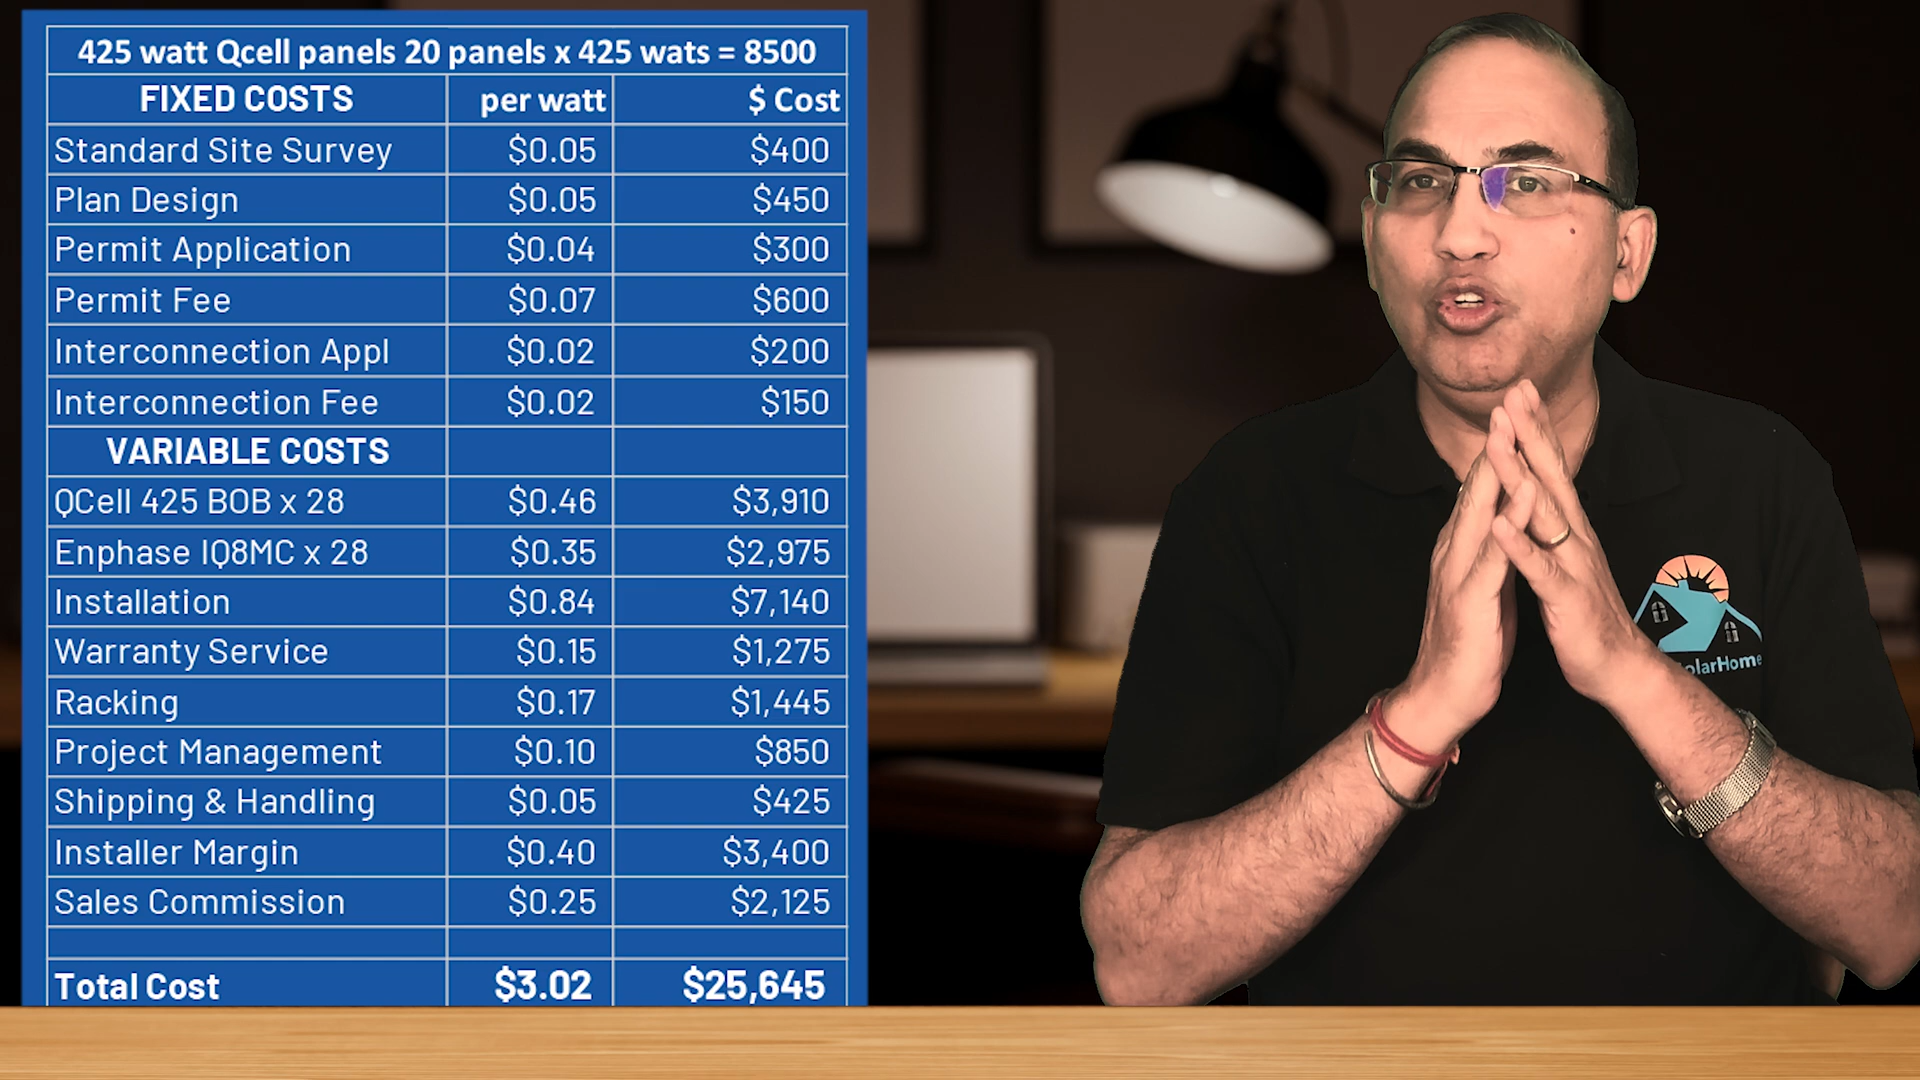 425 watt Qcell panels 20 panels x 425 wats = 8500
FIXED COSTS per watt $ Cost
Standard Site Survey $0.05 $400
Plan Design $0.05 $450
Permit Application $0.04 $300
Permit Fee $0.07 $600
Interconnection Appl $0.02 $200
Interconnection Fee $0.02 $150
VARIABLE COSTS
QCell 425 BOB x 28 $0.46 $3,910
Enphase IQ8MC x 28 $0.35 $2,975
Installation $0.84 $7,140
Warranty Service $0.15 $1,275
Racking $0.17 $1,445
Project Management $0.10 $850
Shipping & Handling $0.05 $425
Installer Margin $0.40 $3,400
Sales Commission $0.25 $2,125
Total Cost $3.02 $25,645
olarHome